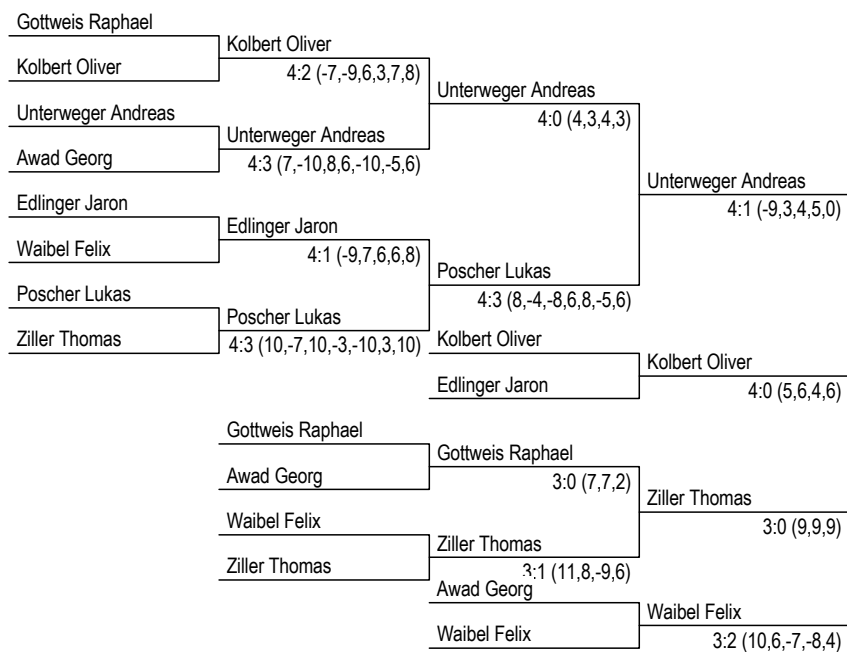 Gottweis Raphael
Kolbert Oliver
Kolbert Oliver
4:2 (-7,-9,6,3,7,8)
Unterweger Andreas
4:0 (4,3,4,3)
Unterweger Andreas
Unterweger Andreas
Awad Georg
4:3 (7,-10,8,6,-10,-5,6)
Unterweger Andreas
4:1 (-9,3,4,5,0)
Edlinger Jaron
Edlinger Jaron
Waibel Felix
4:1 (-9,7,6,6,8)
Poscher Lukas
4:3 (8,-4,-8,6,8,-5,6)
Poscher Lukas
Poscher Lukas
Ziller Thomas
4:3 (10,-7,10,-3,-10,3,10)
Kolbert Oliver
Kolbert Oliver
Edlinger Jaron
4:0 (5,6,4,6)
Gottweis Raphael
Gottweis Raphael
Awad Georg
3:0 (7,7,2)
Ziller Thomas
3:0 (9,9,9)
Waibel Felix
Ziller Thomas
Ziller Thomas
3:1 (11,8,-9,6)
Awad Georg
Waibel Felix
Waibel Felix
3:2 (10,6,-7,-8,4)